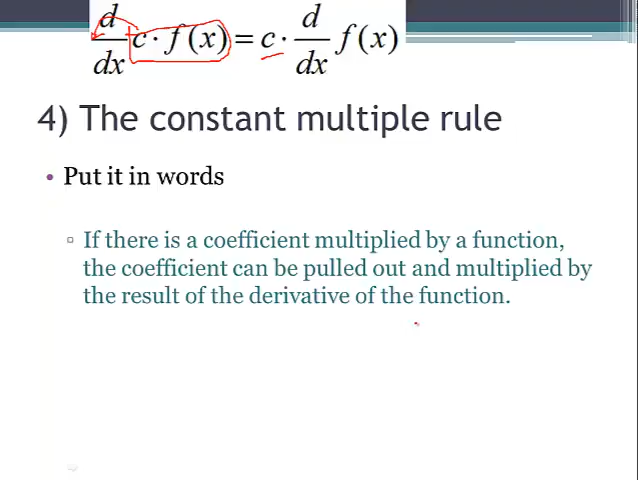 d/dx c · f(x) = c · d/dx f(x)
4) The constant multiple rule
• Put it in words
▫ If there is a coefficient multiplied by a function,
the coefficient can be pulled out and multiplied by
the result of the derivative of the function.